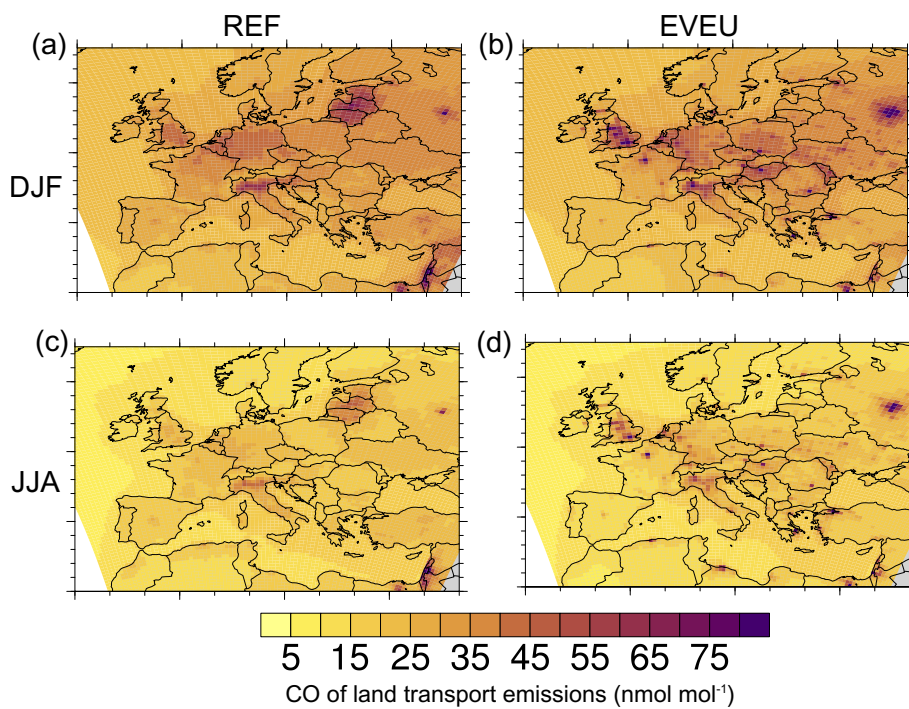 REF EVEU
(a) (b)
DJF
(c) (d)
JJA
5 15 25 35 45 55 65 75
CO of land transport emissions (nmol mol⁻¹)